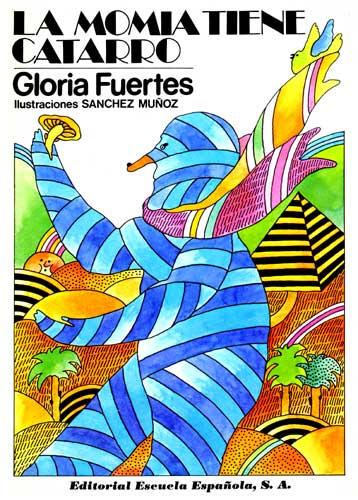 LA MOMIA TIENE
CATARRO
Gloria Fuertes
Ilustraciones SANCHEZ MUÑOZ
Editorial Escuela Española, S. A.